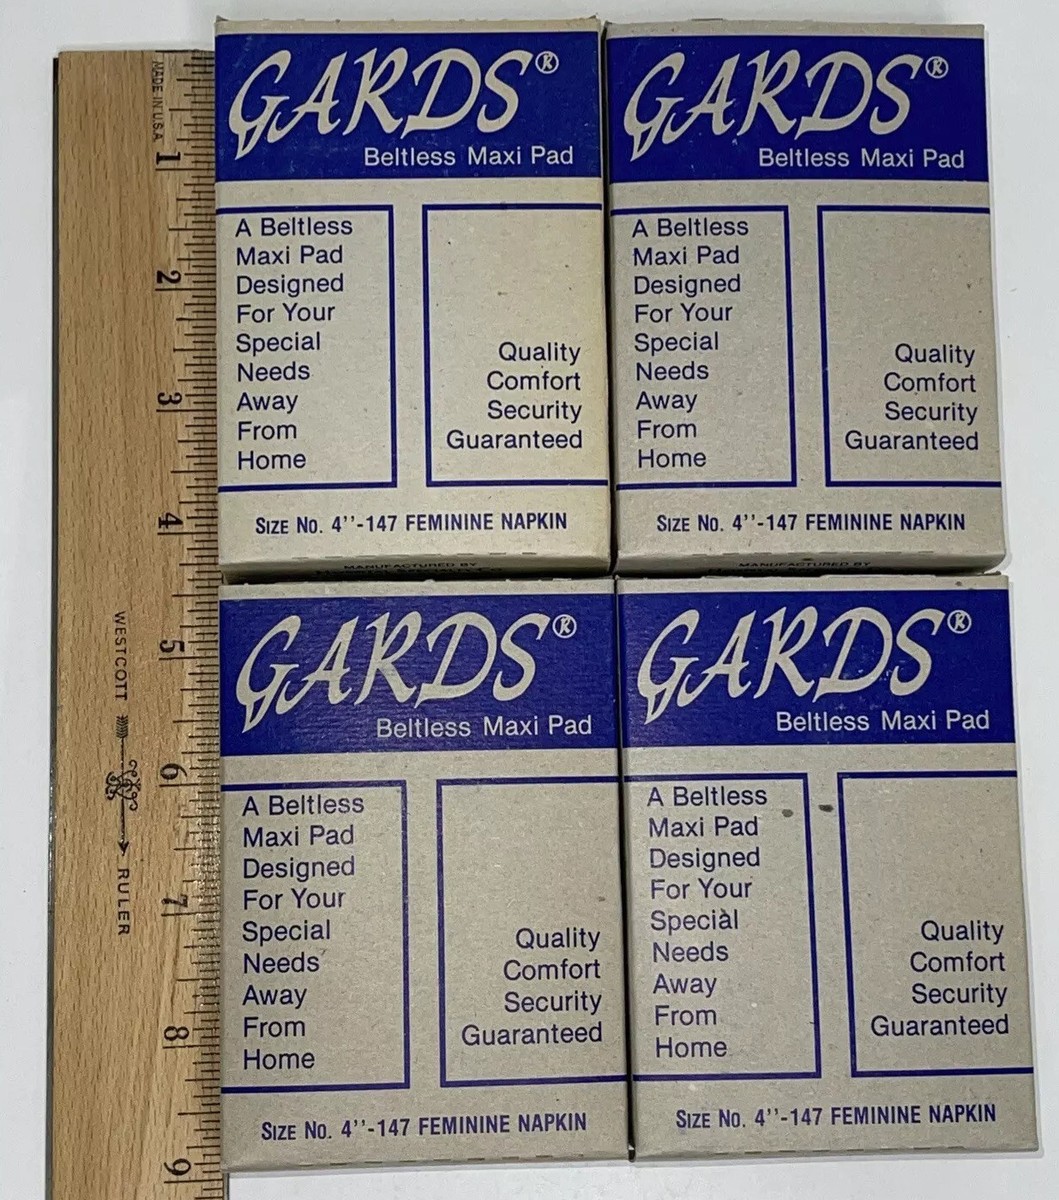 MADE IN U.S.A.
1
2
3
4
5
6
7
8
9
WESTCOTT
RULER
GARDS®
Beltless Maxi Pad
A Beltless
Maxi Pad
Designed
For Your
Special
Needs
Away
From
Home
Quality
Comfort
Security
Guaranteed
SIZE NO. 4''-147 FEMININE NAPKIN
MANUFACTURED BY
GARDS®
Beltless Maxi Pad
A Beltless
Maxi Pad
Designed
For Your
Special
Needs
Away
From
Home
Quality
Comfort
Security
Guaranteed
SIZE NO. 4''-147 FEMININE NAPKIN
MANUFACTURED BY
GARDS®
Beltless Maxi Pad
A Beltless
Maxi Pad
Designed
For Your
Special
Needs
Away
From
Home
Quality
Comfort
Security
Guaranteed
SIZE NO. 4''-147 FEMININE NAPKIN
GARDS®
Beltless Maxi Pad
A Beltless
Maxi Pad
Designed
For Your
Special
Needs
Away
From
Home
Quality
Comfort
Security
Guaranteed
SIZE NO. 4''-147 FEMININE NAPKIN